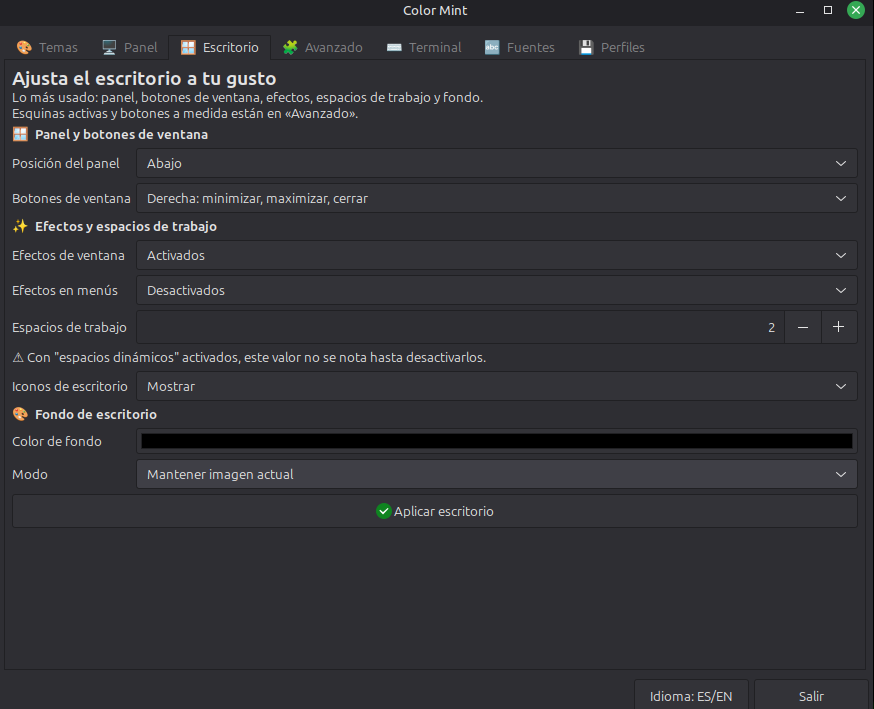 Color Mint
Temas Panel Escritorio Avanzado Terminal abc Fuentes Perfiles
Ajusta el escritorio a tu gusto
Lo más usado: panel, botones de ventana, efectos, espacios de trabajo y fondo.
Esquinas activas y botones a medida están en «Avanzado».
Panel y botones de ventana
Posición del panel Abajo
Botones de ventana Derecha: minimizar, maximizar, cerrar
Efectos y espacios de trabajo
Efectos de ventana Activados
Efectos en menús Desactivados
Espacios de trabajo 2
⚠ Con "espacios dinámicos" activados, este valor no se nota hasta desactivarlos.
Iconos de escritorio Mostrar
Fondo de escritorio
Color de fondo
Modo Mantener imagen actual
Aplicar escritorio
Idioma: ES/EN Salir